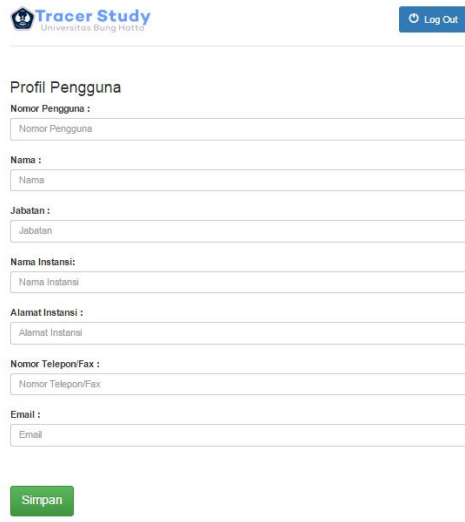 Tracer Study
Universitas Bung Hatta
Log Out
Profil Pengguna
Nomor Pengguna :
Nomor Pengguna
Nama :
Nama
Jabatan :
Jabatan
Nama Instansi:
Nama Instansi
Alamat Instansi :
Alamat Instansi
Nomor Telepon/Fax :
Nomor Telepon/Fax
Email :
Email
Simpan